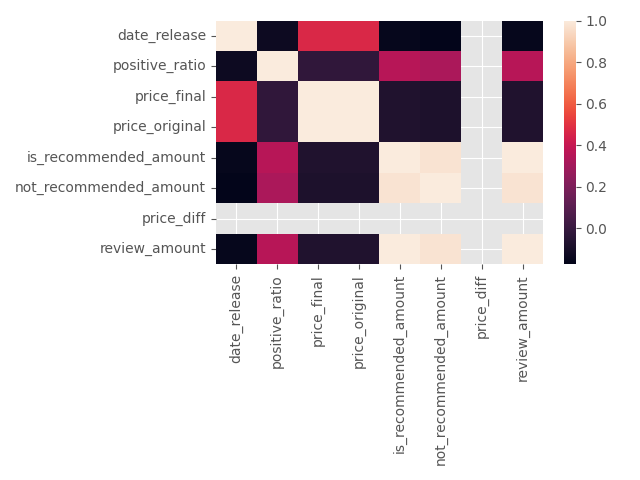 date_release
positive_ratio
price_final
price_original
is_recommended_amount
not_recommended_amount
price_diff
review_amount
date_release
positive_ratio
price_final
price_original
is_recommended_amount
not_recommended_amount
price_diff
review_amount
1.0
0.8
0.6
0.4
0.2
0.0